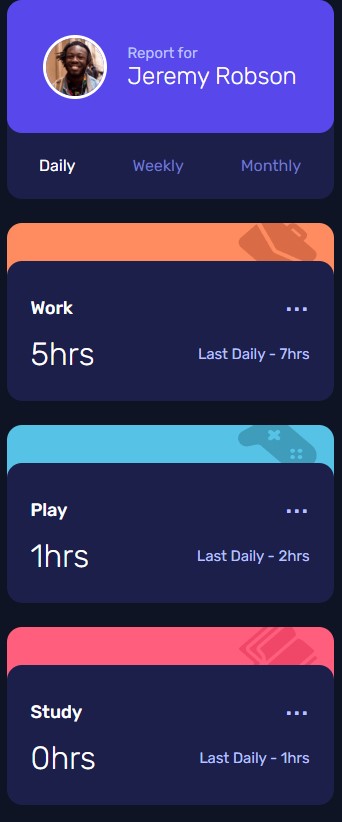 Report for
Jeremy Robson
Daily Weekly Monthly
Work ...
5hrs Last Daily - 7hrs
Play ...
1hrs Last Daily - 2hrs
Study ...
0hrs Last Daily - 1hrs